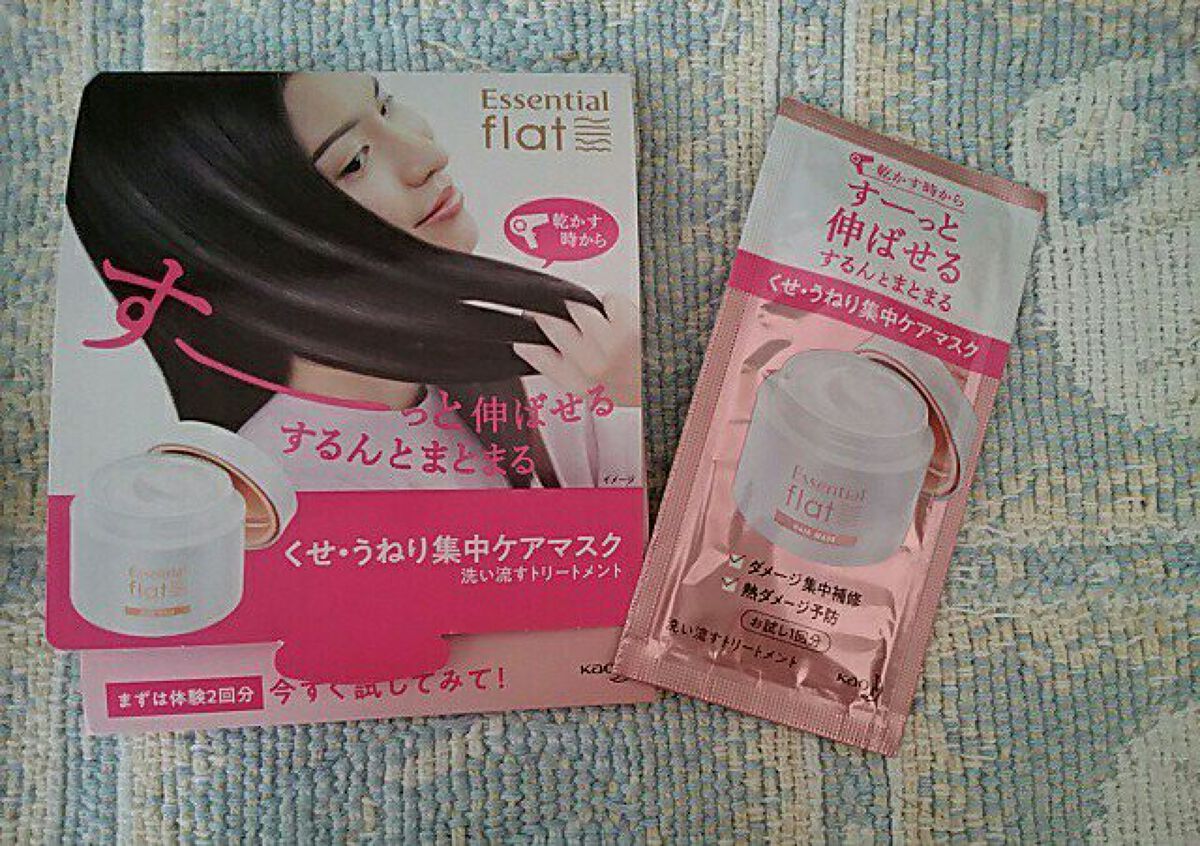 Essential
flat
乾かす
時から
すーっと伸ばせる
するんとまとまる
イメージ
くせ・うねり集中ケアマスク
洗い流すトリートメント
Essential
flat
HAIR MASK
まずは体験2回分
今すぐ試してみて!
Kao
乾かす時から
すーっと
伸ばせる
するんとまとまる
くせ・うねり集中ケアマスク
Essential
flat
HAIR MASK
ダメージ集中補修
熱ダメージ予防
お試し1回分
洗い流すトリートメント
Kao